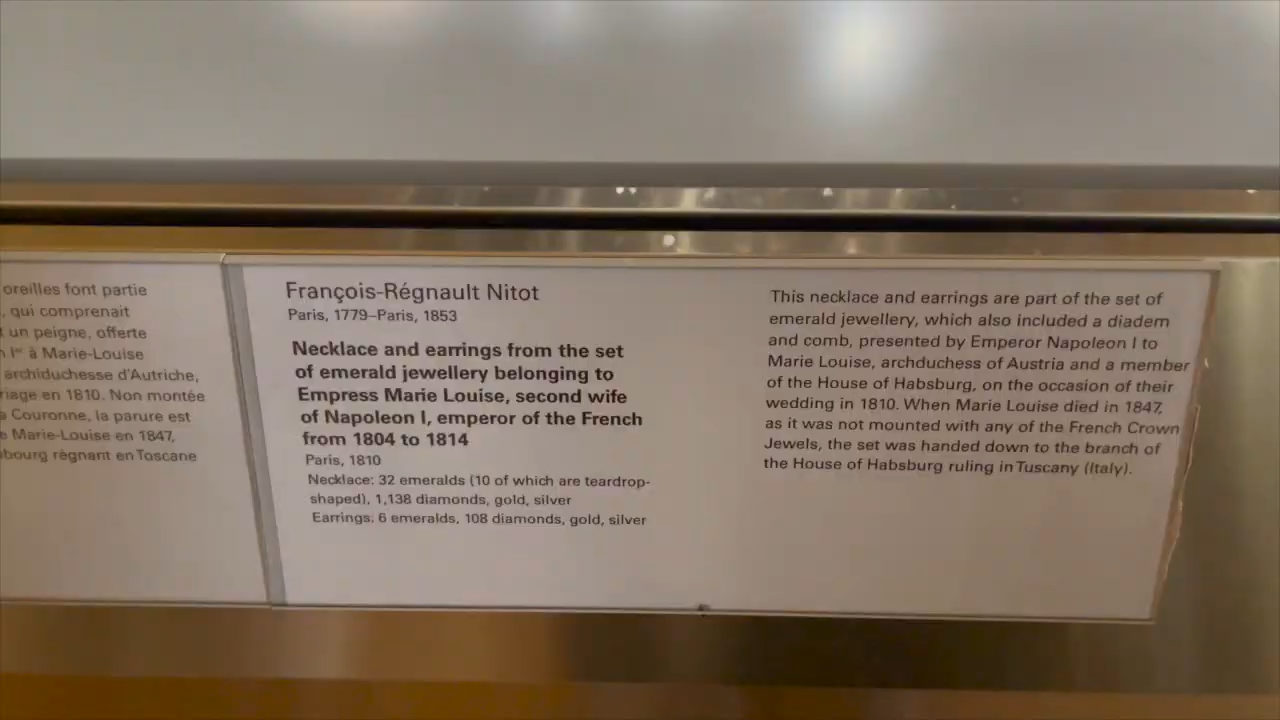 oreilles font partie
, qui comprenait
un peigne, offerte
Iᵉʳ à Marie-Louise
archiduchesse d'Autriche,
riage en 1810. Non montée
Couronne, la parure est
Marie-Louise en 1847,
bourg régnant en Toscane
François-Régnault Nitot
Paris, 1779–Paris, 1853
Necklace and earrings from the set
of emerald jewellery belonging to
Empress Marie Louise, second wife
of Napoleon I, emperor of the French
from 1804 to 1814
Paris, 1810
Necklace: 32 emeralds (10 of which are teardrop-
shaped), 1,138 diamonds, gold, silver
Earrings: 6 emeralds, 108 diamonds, gold, silver
This necklace and earrings are part of the set of
emerald jewellery, which also included a diadem
and comb, presented by Emperor Napoleon I to
Marie Louise, archduchess of Austria and a member
of the House of Habsburg, on the occasion of their
wedding in 1810. When Marie Louise died in 1847,
as it was not mounted with any of the French Crown
Jewels, the set was handed down to the branch of
the House of Habsburg ruling in Tuscany (Italy).